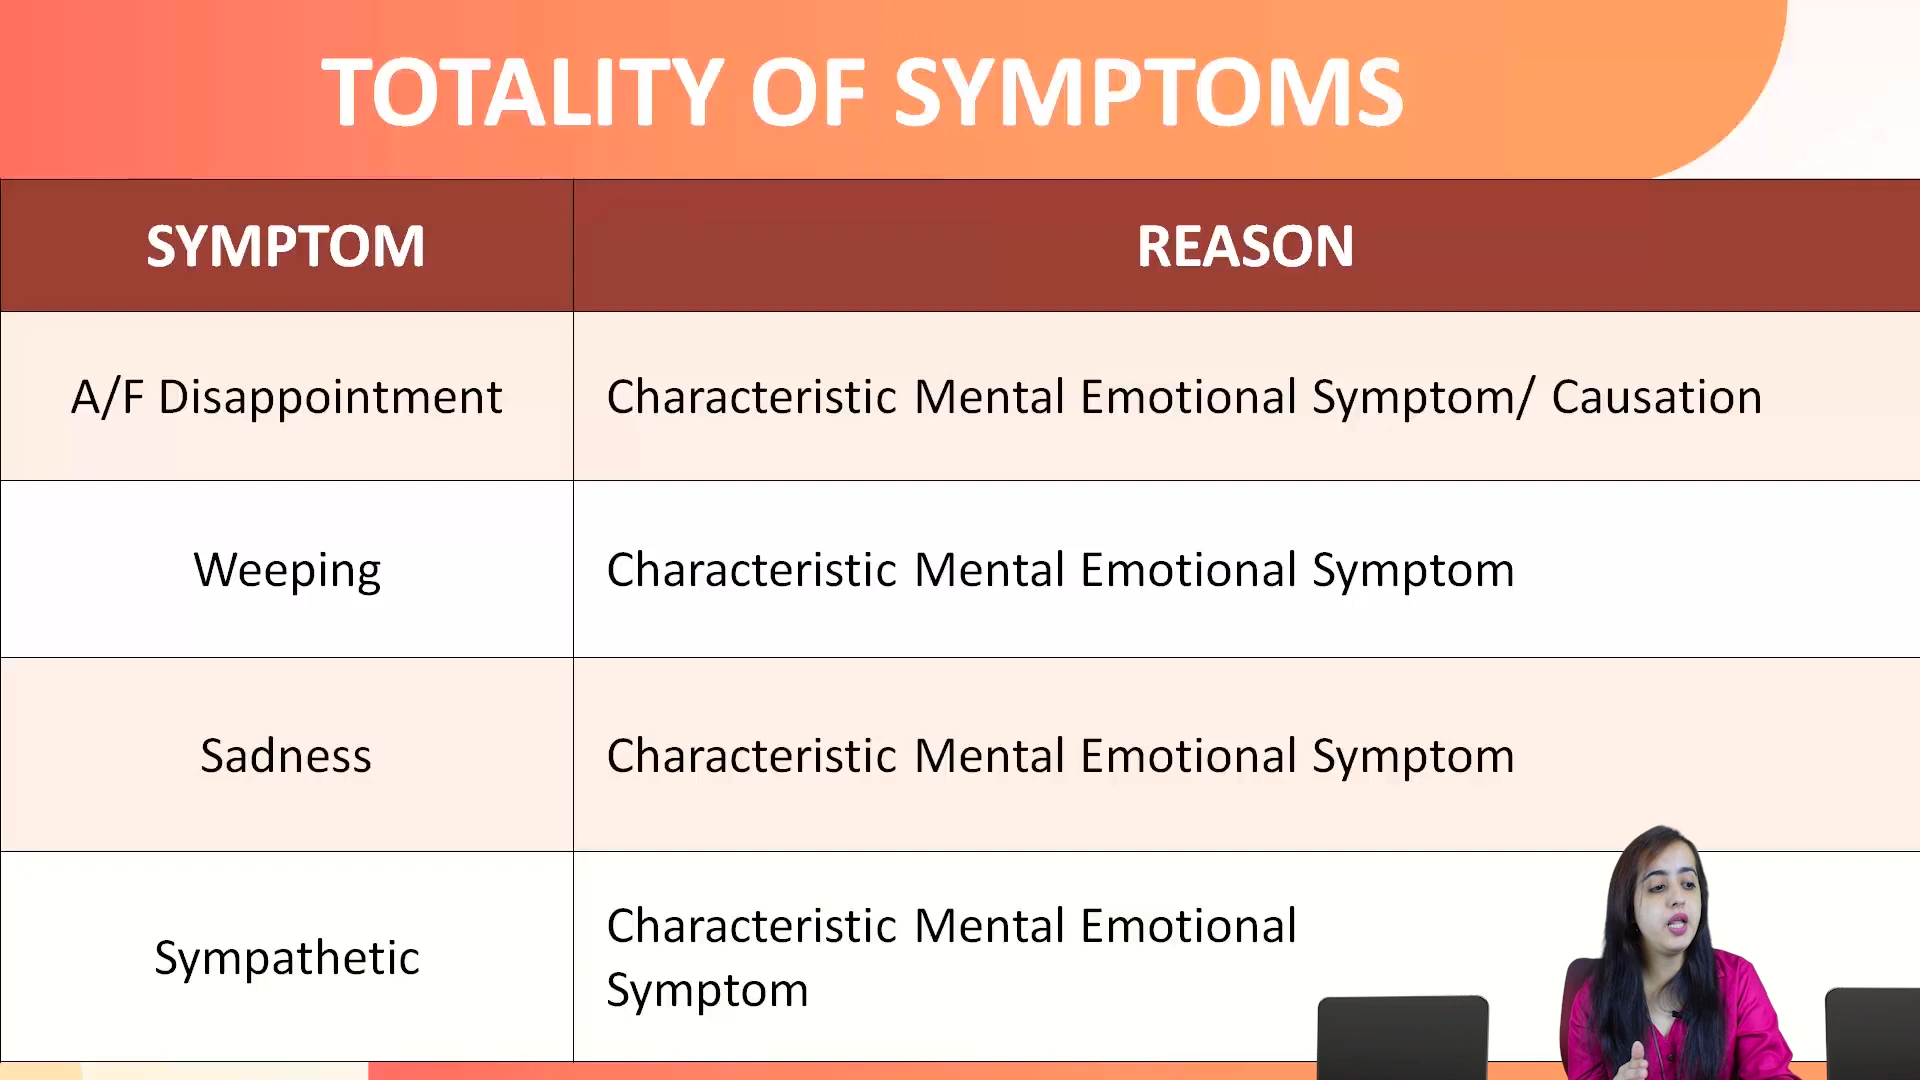 TOTALITY OF SYMPTOMS
SYMPTOM
REASON
A/F Disappointment
Characteristic Mental Emotional Symptom/ Causation
Weeping
Characteristic Mental Emotional Symptom
Sadness
Characteristic Mental Emotional Symptom
Sympathetic
Characteristic Mental Emotional
Symptom